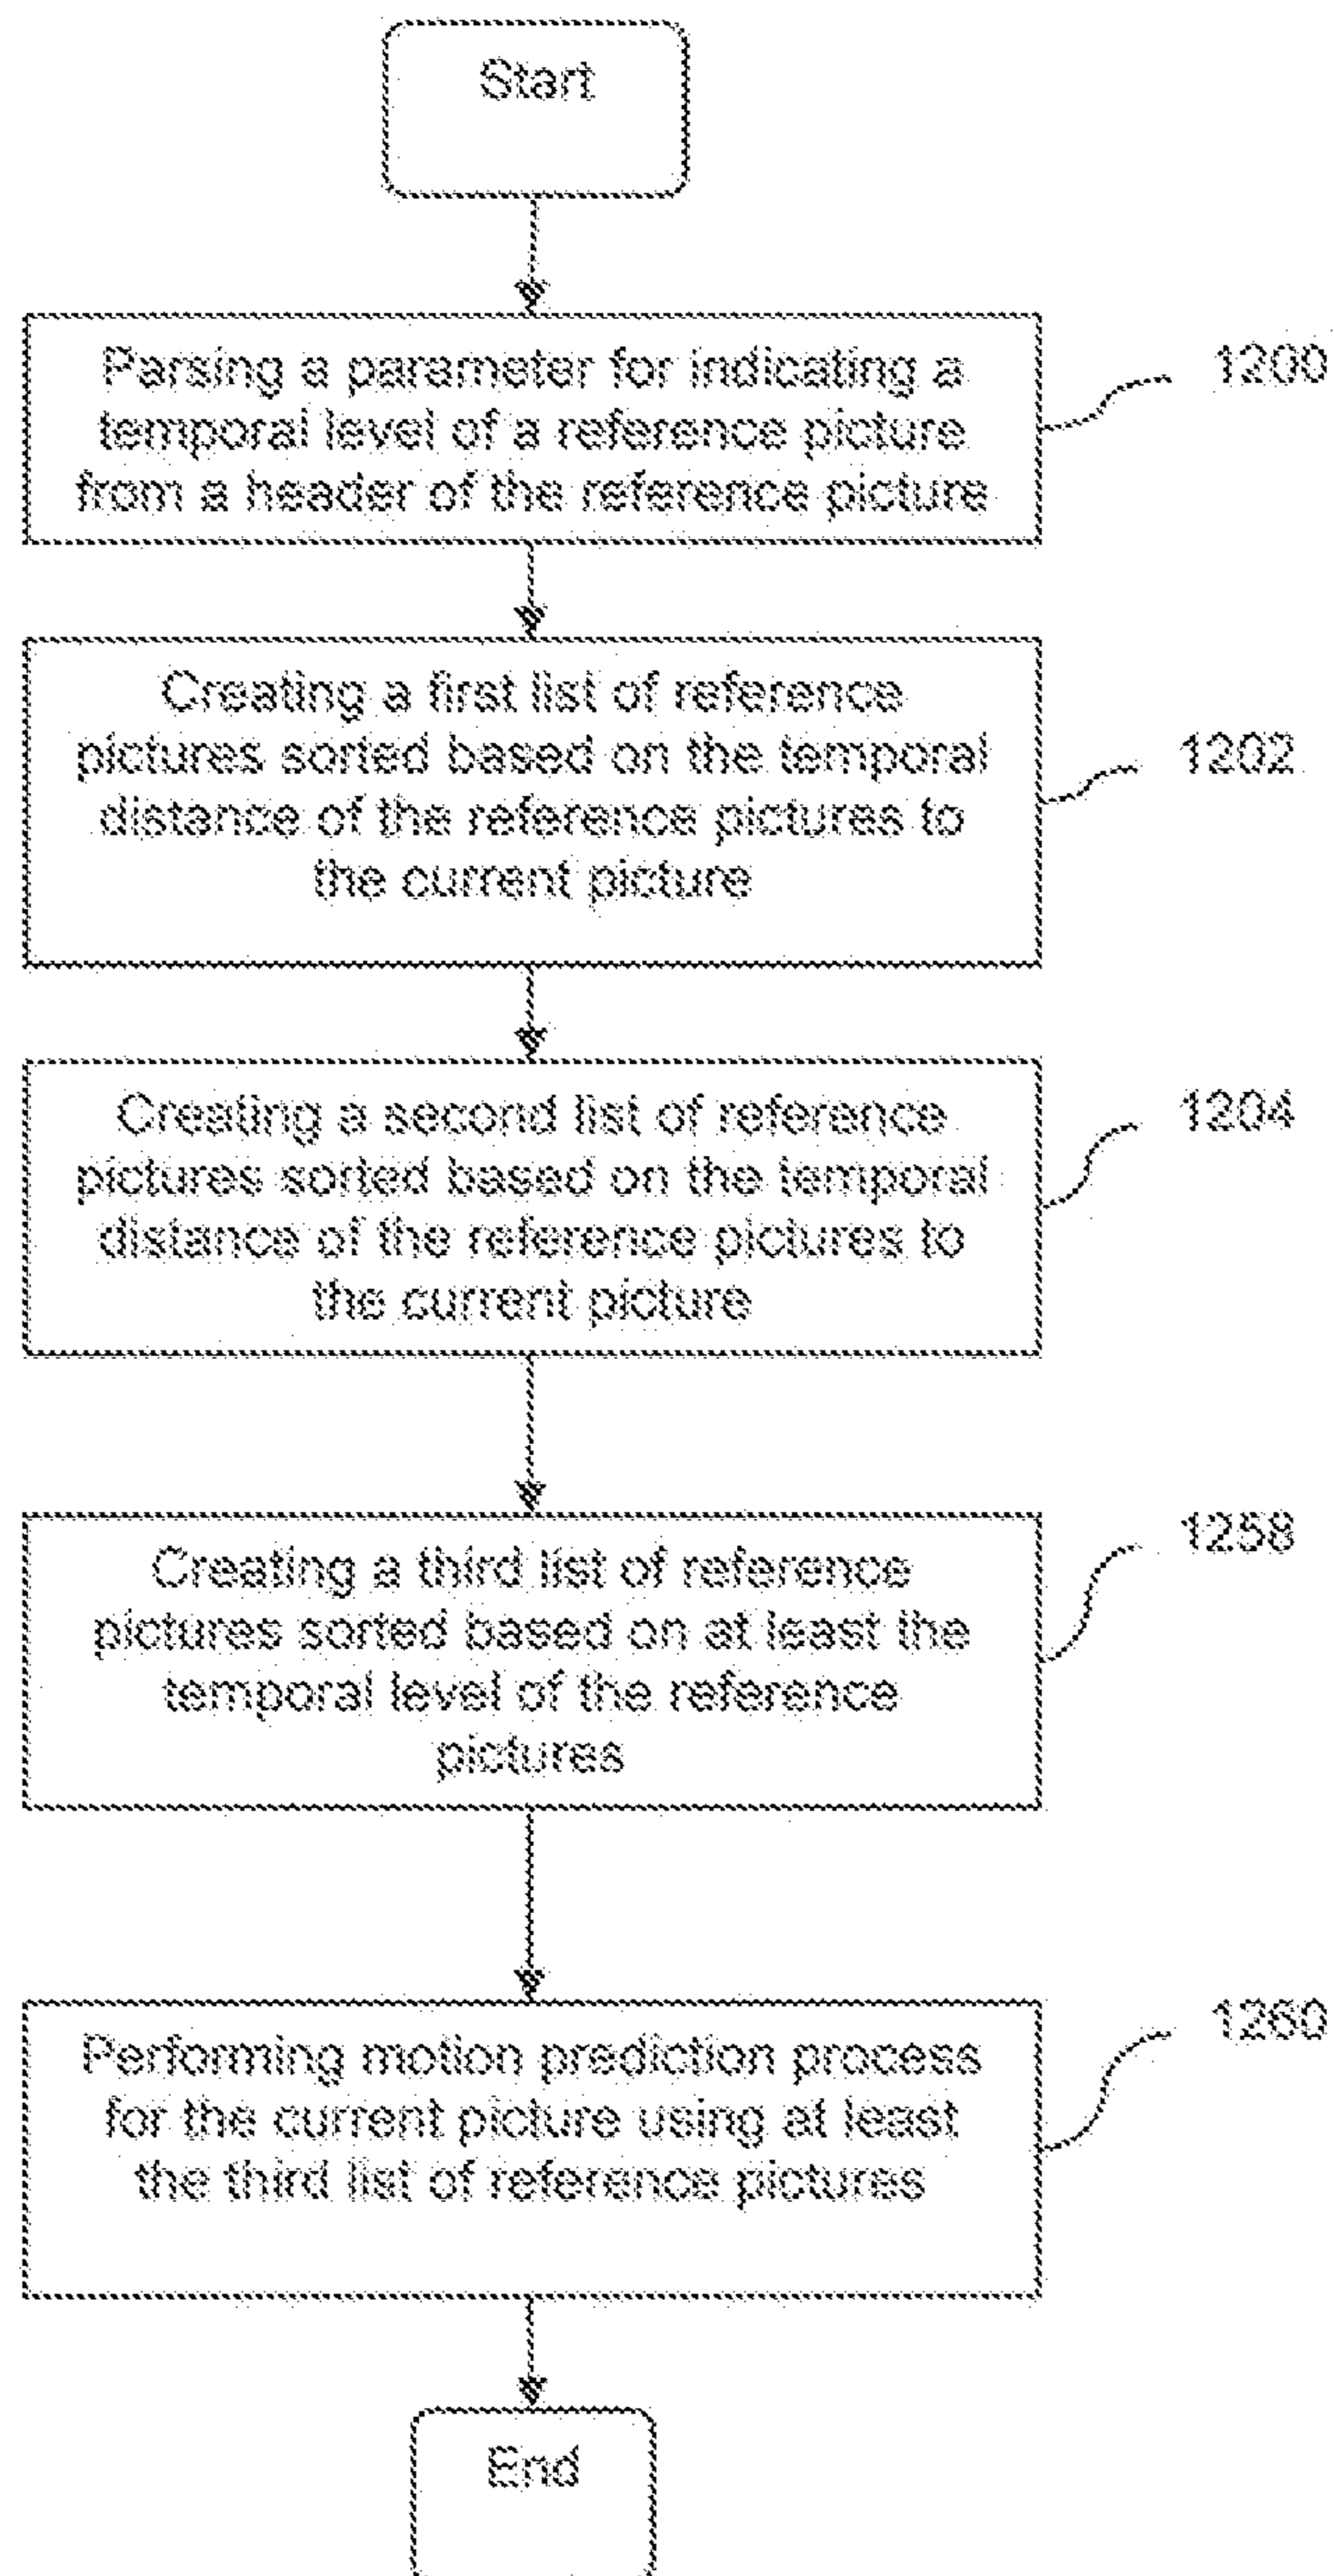 Start
Parsing a parameter for indicating a
temporal level of a reference picture
from a header of the reference picture
1200
Creating a first list of reference
pictures sorted based on the temporal
distance of the reference pictures to
the current picture
1202
Creating a second list of reference
pictures sorted based on the temporal
distance of the reference pictures to
the current picture
1204
Creating a third list of reference
pictures sorted based on at least the
temporal level of the reference
pictures
1258
Performing motion prediction process
for the current picture using at least
the third list of reference pictures
1260
End